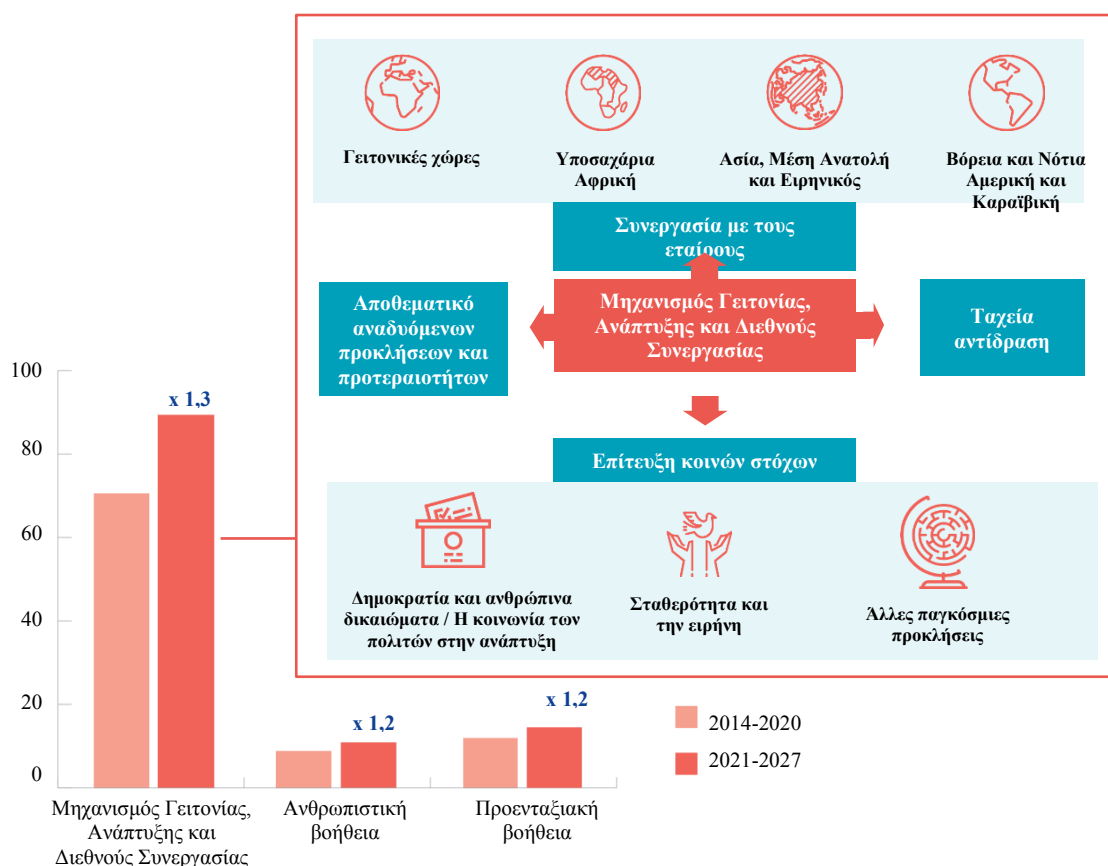 Γειτονικές χώρες
Υποσαχάρια
Αφρική
Ασία, Μέση Ανατολή
και Ειρηνικός
Βόρεια και Νότια
Αμερική και
Καραϊβική
Συνεργασία με τους
εταίρους
Αποθεματικό
αναδυόμενων
προκλήσεων και
προτεραιοτήτων
Μηχανισμός Γειτονίας,
Ανάπτυξης και Διεθνούς
Συνεργασίας
Ταχεία
αντίδραση
Επίτευξη κοινών στόχων
Δημοκρατία και ανθρώπινα
δικαιώματα / Η κοινωνία των
πολιτών στην ανάπτυξη
Σταθερότητα και
την ειρήνη
Άλλες παγκόσμιες
προκλήσεις
100
80
60
40
20
0
x 1,3
x 1,2
x 1,2
2014-2020
2021-2027
Μηχανισμός Γειτονίας,
Ανάπτυξης και
Διεθνούς Συνεργασίας
Ανθρωπιστική
βοήθεια
Προενταξιακή
βοήθεια